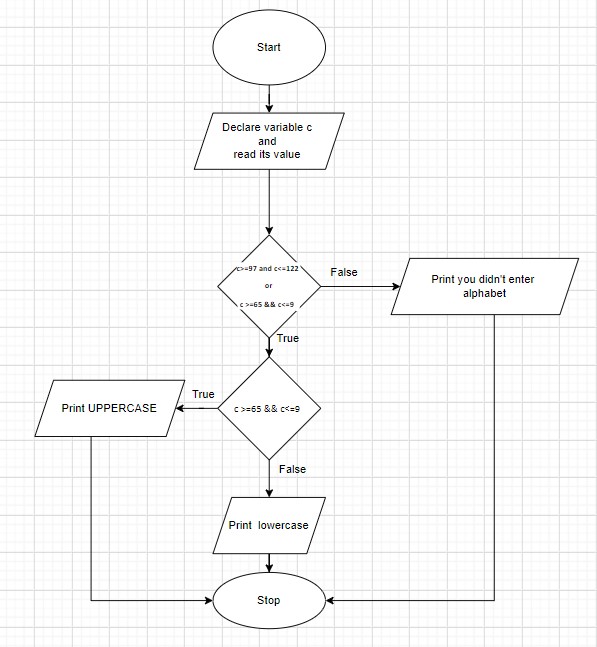 Start
Declare variable c
and
read its value
c>=97 and c<=122
or
c >=65 && c<=9
False
Print you didn't enter
alphabet
True
c >=65 && c<=9
True
Print UPPERCASE
False
Print lowercase
Stop